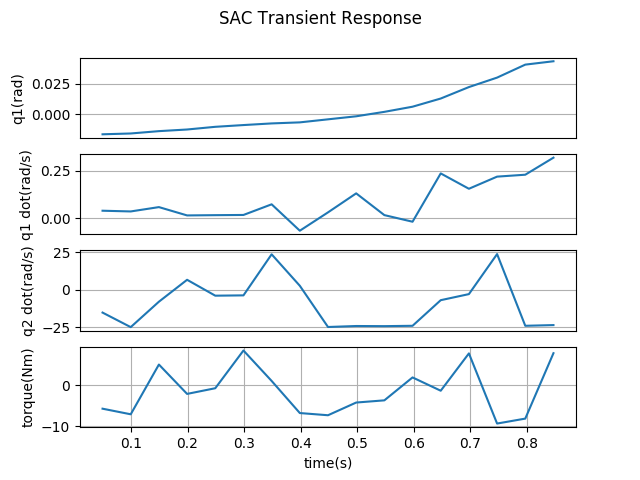 SAC Transient Response
q1(rad)
0.025
0.000
q1 dot(rad/s)
0.25
0.00
q2 dot(rad/s)
25
0
−25
torque(Nm)
0
−10
0.1 0.2 0.3 0.4 0.5 0.6 0.7 0.8
time(s)